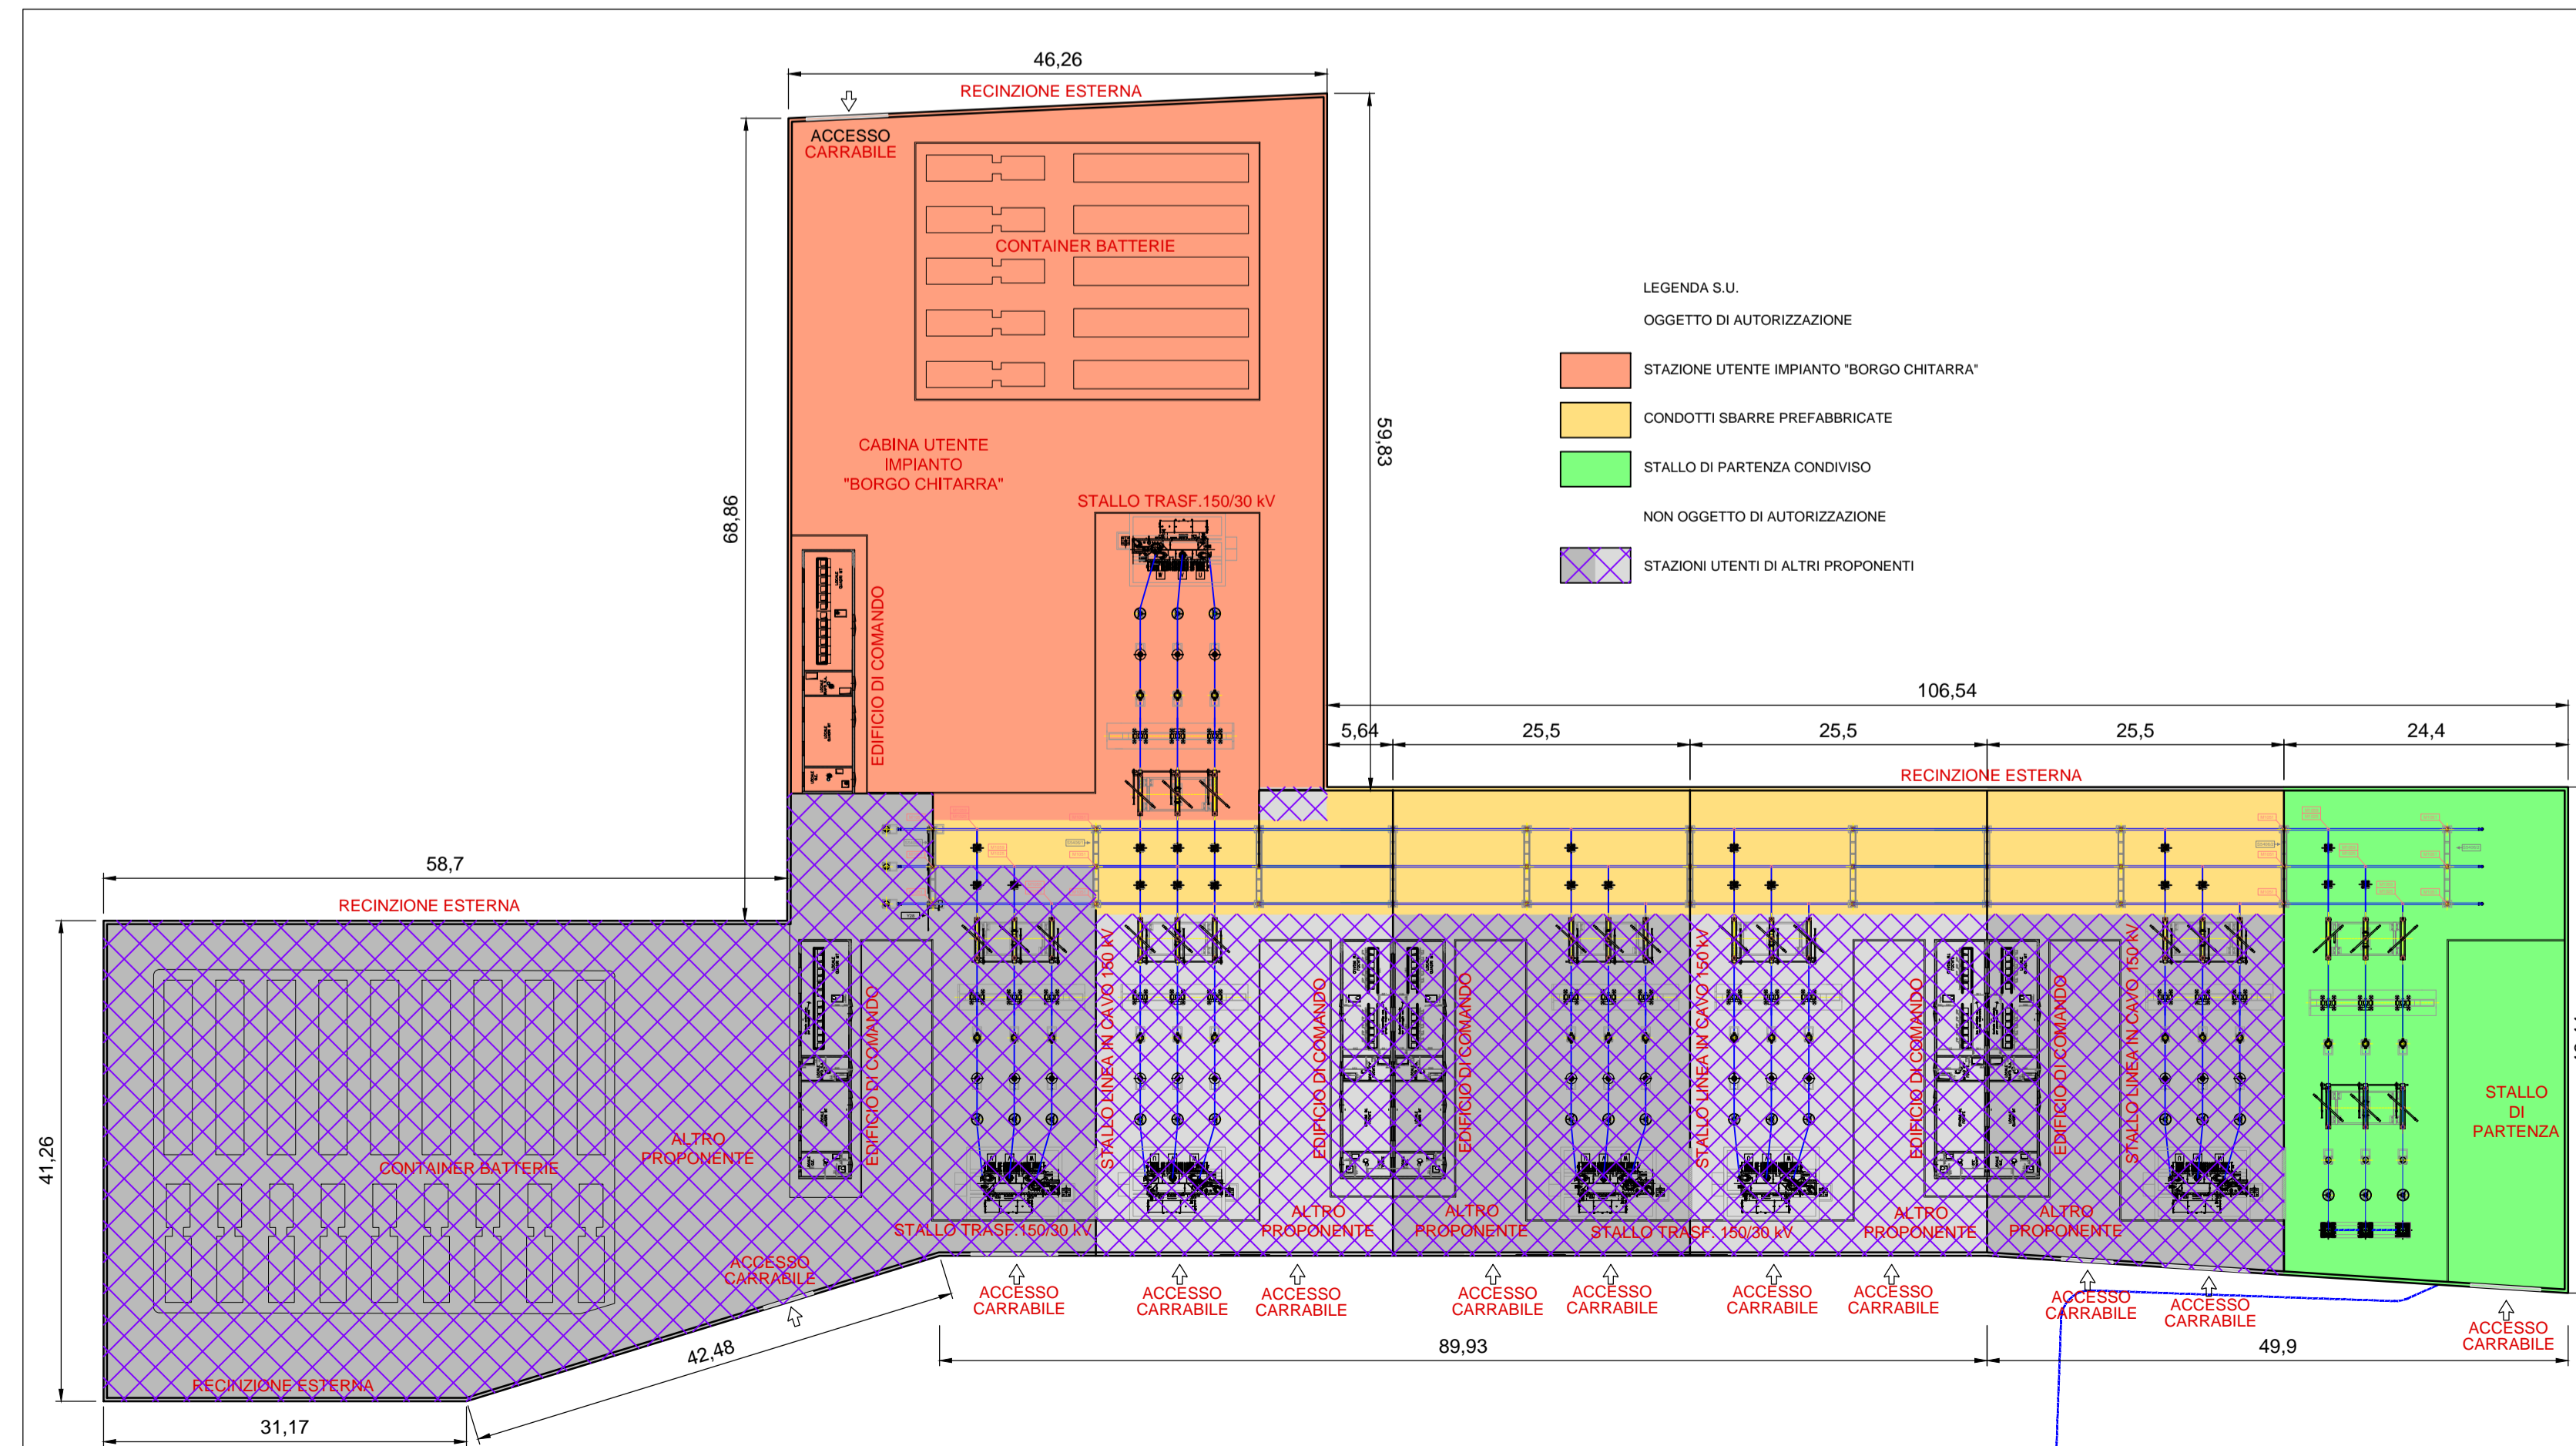 46,26
RECINZIONE ESTERNA
ACCESSO
CARRABILE
CONTAINER BATTERIE
68,86
59,83
CABINA UTENTE
IMPIANTO
"BORGO CHITARRA"
STALLO TRASF.150/30 kV
EDIFICIO DI COMANDO
LEGENDA S.U.
OGGETTO DI AUTORIZZAZIONE
STAZIONE UTENTE IMPIANTO "BORGO CHITARRA"
CONDOTTI SBARRE PREFABBRICATE
STALLO DI PARTENZA CONDIVISO
NON OGGETTO DI AUTORIZZAZIONE
STAZIONI UTENTI DI ALTRI PROPONENTI
106,54
5,64
25,5
25,5
25,5
24,4
RECINZIONE ESTERNA
58,7
RECINZIONE ESTERNA
41,26
CONTAINER BATTERIE
ALTRO
PROPONENTE
EDIFICIO DI COMANDO
STALLO TRASF.150/30 kV
STALLO LINEA IN CAVO 150 kV
EDIFICIO DI COMANDO
ALTRO
PROPONENTE
EDIFICIO DI COMANDO
ALTRO
PROPONENTE
STALLO TRASF. 150/30 kV
STALLO LINEA IN CAVO 150 kV
EDIFICIO DI COMANDO
ALTRO
PROPONENTE
EDIFICIO DI COMANDO
ALTRO
PROPONENTE
STALLO LINEA IN CAVO 150 kV
STALLO
DI
PARTENZA
ACCESSO
CARRABILE
ACCESSO
CARRABILE
ACCESSO
CARRABILE
ACCESSO
CARRABILE
ACCESSO
CARRABILE
ACCESSO
CARRABILE
ACCESSO
CARRABILE
ACCESSO
CARRABILE
ACCESSO
CARRABILE
ACCESSO
CARRABILE
ACCESSO
CARRABILE
RECINZIONE ESTERNA
42,48
89,93
49,9
31,17